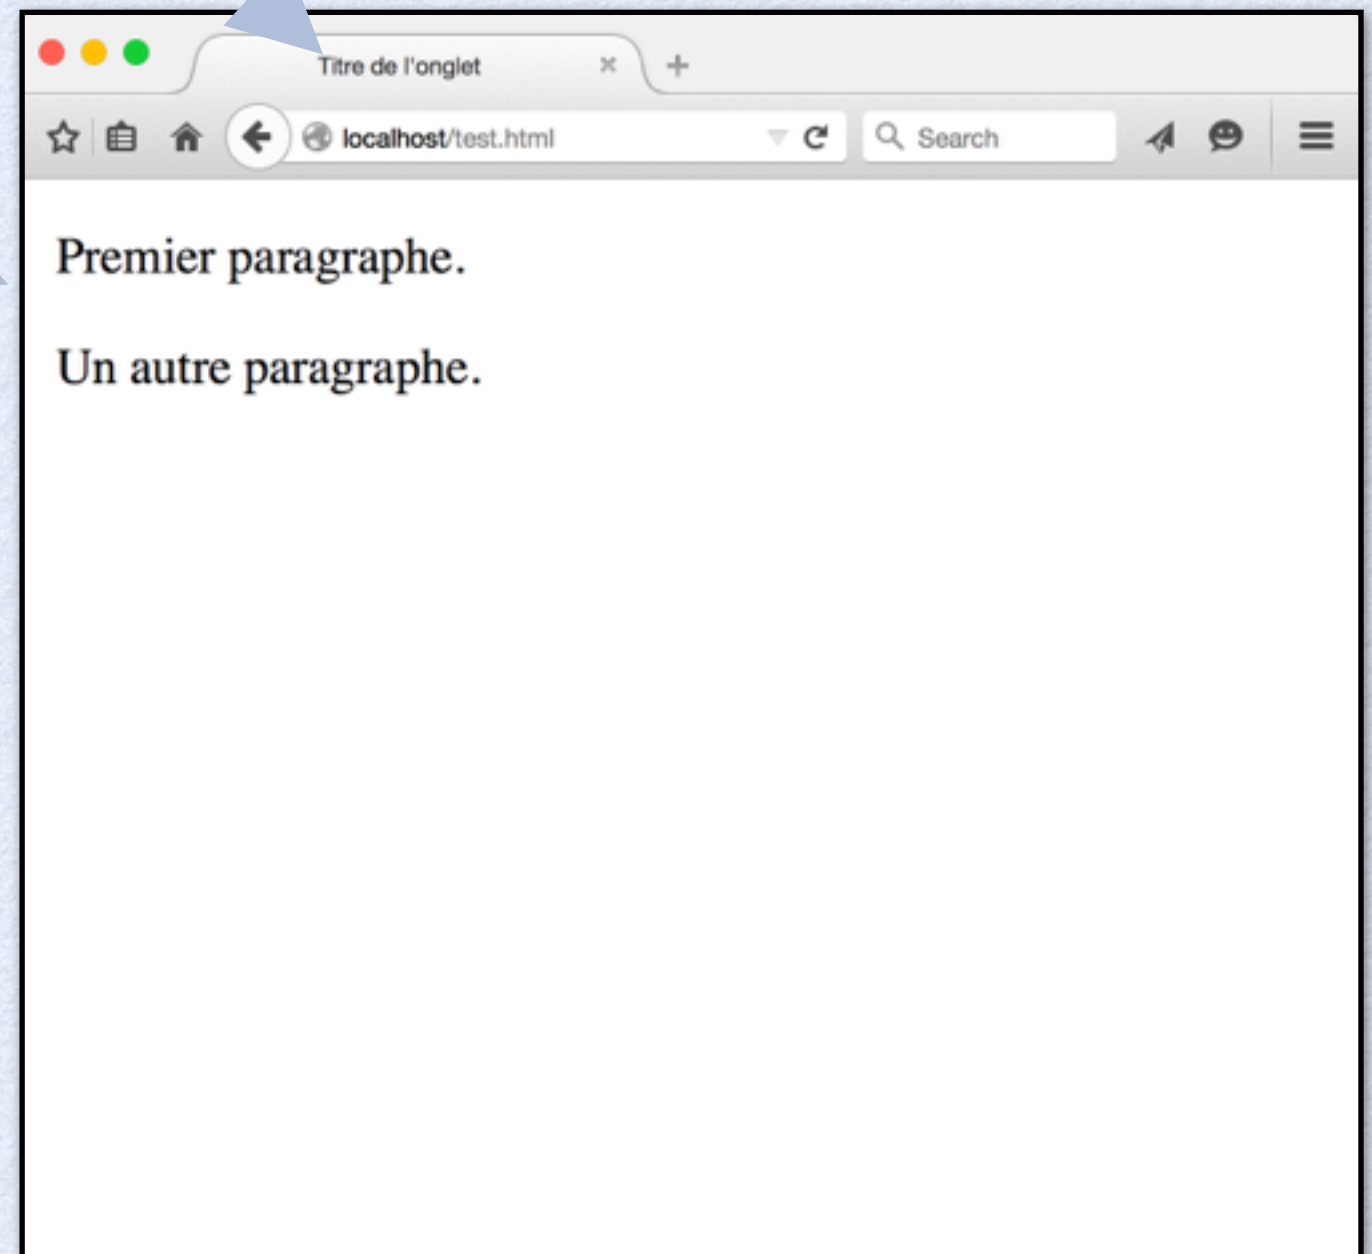 Titre de l'onglet
localhost/test.html
Search
Premier paragraphe.
Un autre paragraphe.